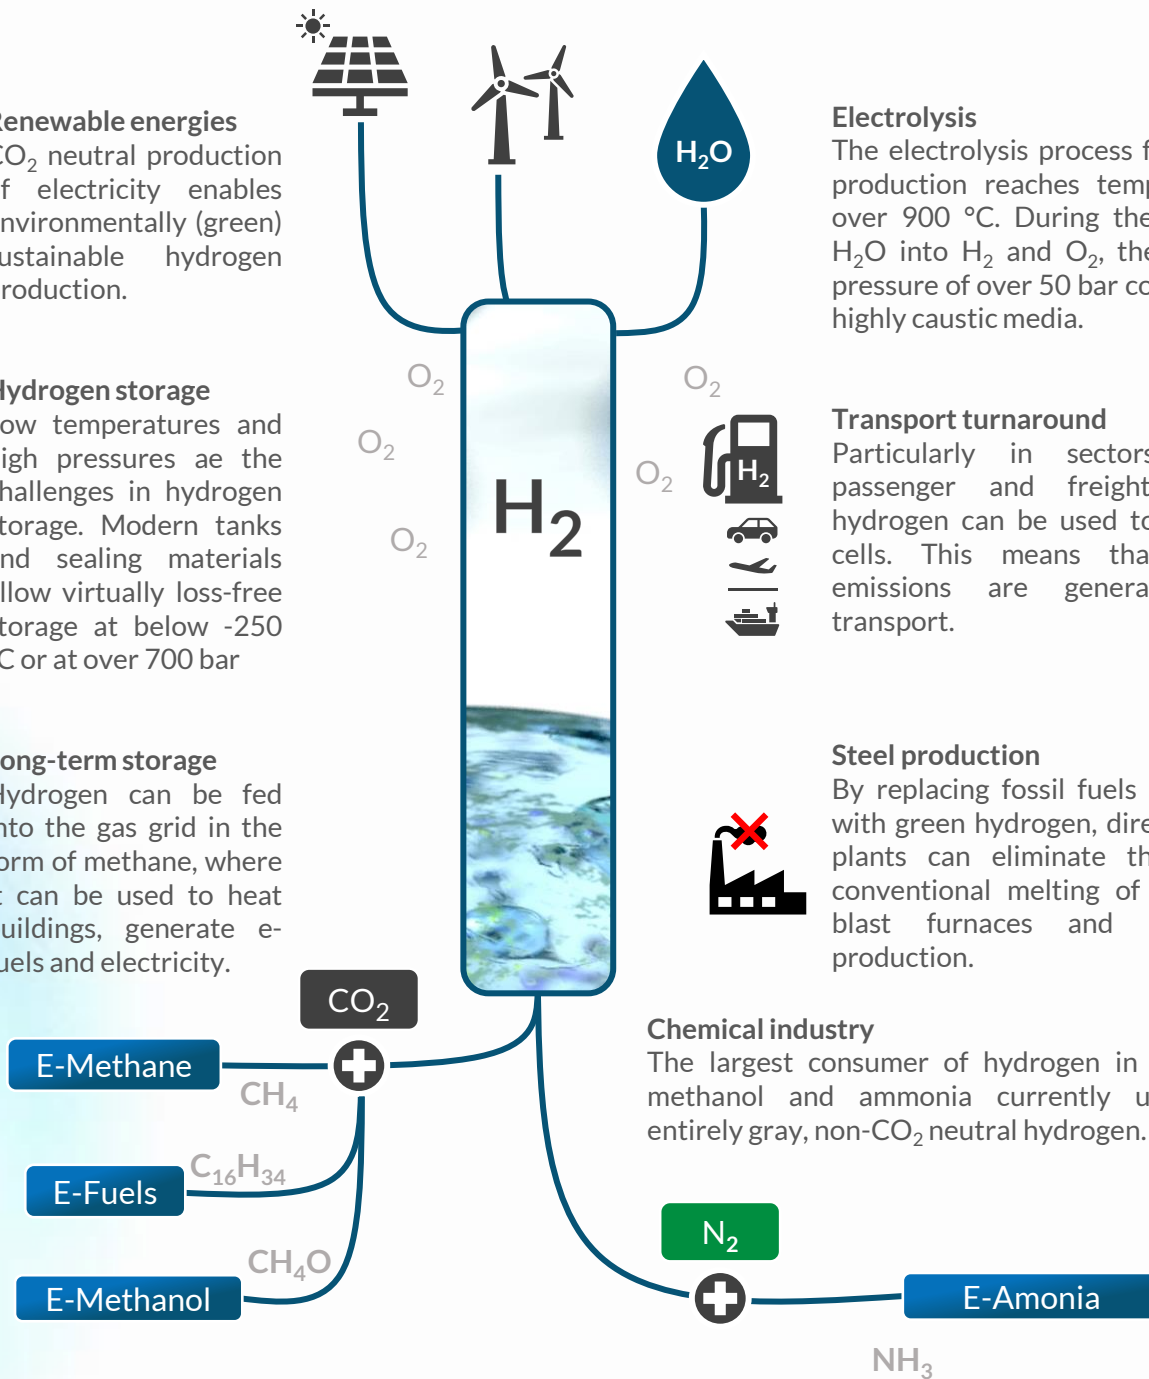 Renewable energies
CO₂ neutral production
f electricity enables
nvironmentally (green)
ustainable hydrogen
roduction.
H₂O
Electrolysis
The electrolysis process f
production reaches temp
over 900 °C. During the
H₂O into H₂ and O₂, the
pressure of over 50 bar co
highly caustic media.
Hydrogen storage
ow temperatures and
igh pressures ae the
hallenges in hydrogen
torage. Modern tanks
nd sealing materials
llow virtually loss-free
torage at below -250
°C or at over 700 bar
O₂
O₂
O₂
H₂
O₂
O₂
H₂
Transport turnaround
Particularly in sectors
passenger and freight
hydrogen can be used to
cells. This means tha
emissions are genera
transport.
ong-term storage
Hydrogen can be fed
nto the gas grid in the
orm of methane, where
t can be used to heat
uildings, generate e-
uels and electricity.
Steel production
By replacing fossil fuels
with green hydrogen, dire
plants can eliminate th
conventional melting of
blast furnaces and
production.
CO₂
E-Methane
CH₄
C₁₆H₃₄
E-Fuels
CH₄O
E-Methanol
Chemical industry
The largest consumer of hydrogen in
methanol and ammonia currently u
entirely gray, non-CO₂ neutral hydrogen.
N₂
E-Amonia
NH₃